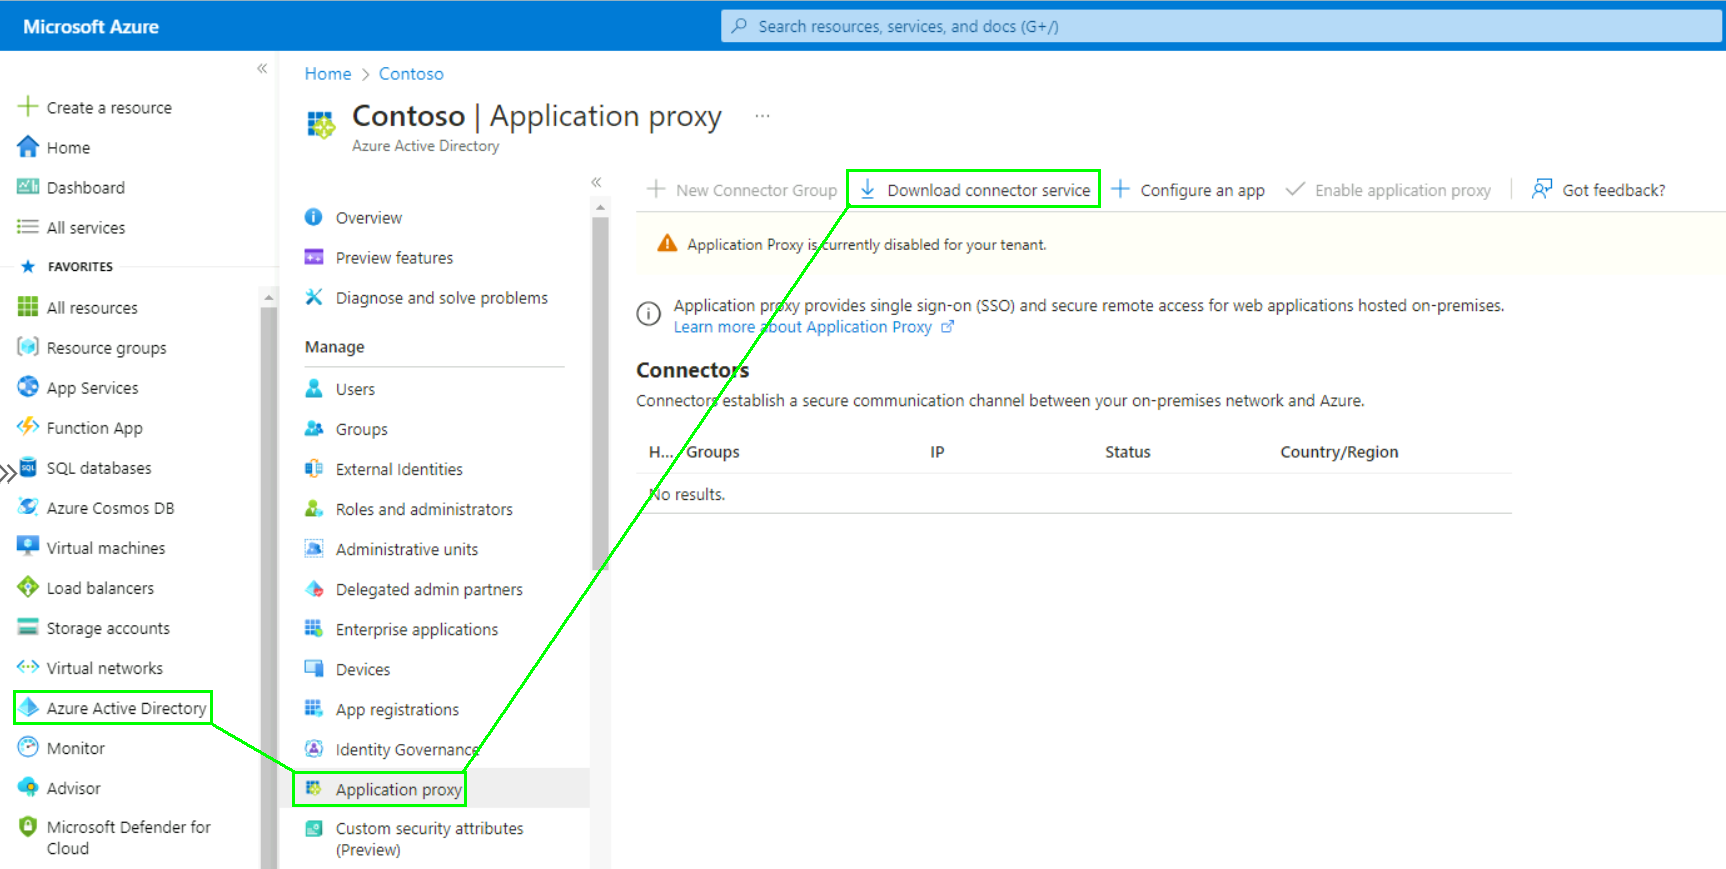 Microsoft Azure
Search resources, services, and docs (G+/)
Create a resource
Home
Dashboard
All services
FAVORITES
All resources
Resource groups
App Services
Function App
SQL databases
Azure Cosmos DB
Virtual machines
Load balancers
Storage accounts
Virtual networks
Azure Active Directory
Monitor
Advisor
Microsoft Defender for
Cloud
Home > Contoso
Contoso | Application proxy ...
Azure Active Directory
Overview
Preview features
Diagnose and solve problems
Manage
Users
Groups
External Identities
Roles and administrators
Administrative units
Delegated admin partners
Enterprise applications
Devices
App registrations
Identity Governance
Application proxy
Custom security attributes
(Preview)
New Connector Group Download connector service Configure an app Enable application proxy Got feedback?
Application Proxy is currently disabled for your tenant.
Application proxy provides single sign-on (SSO) and secure remote access for web applications hosted on-premises.
Learn more about Application Proxy
Connectors
Connectors establish a secure communication channel between your on-premises network and Azure.
H... Groups IP Status Country/Region
No results.